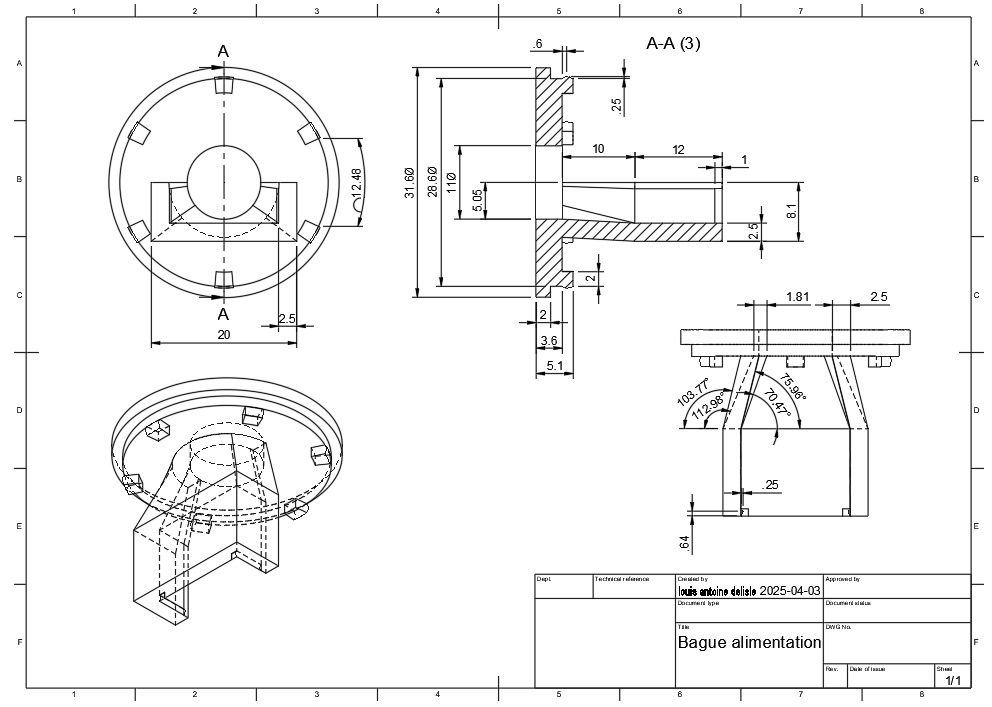 1 2 3 4 5 6 7 8
A A
B B
C C
D D
E E
F F
A
12.48
A
2.5
20
A-A (3)
.6
.25
10 12
1
31.6Ø
28.6Ø
11Ø
5.05
8.1
2.5
2
2
3.6
5.1
1.81 2.5
103.77°
112.98°
75.96°
70.47°
.25
.64
Dept. Technical reference Created by Approved by
louis antoine delisle 2025-04-03
Document type Document status
Title DWG No.
Bague alimentation
Rev. Date of issue Sheet
1/1
1 2 3 4 5 6 7 8